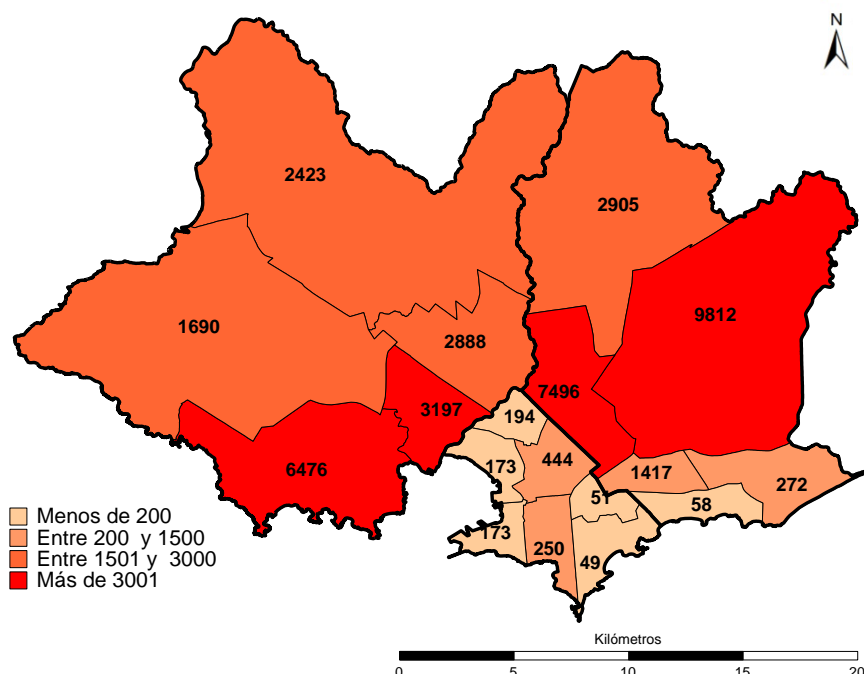 N
2423
2905
9812
1690
2888
7496
3197
194
6476
173
444
1417
272
51
58
173
250
49
Menos de 200
Entre 200 y 1500
Entre 1501 y 3000
Más de 3001
Kilómetros
0 5 10 15 20